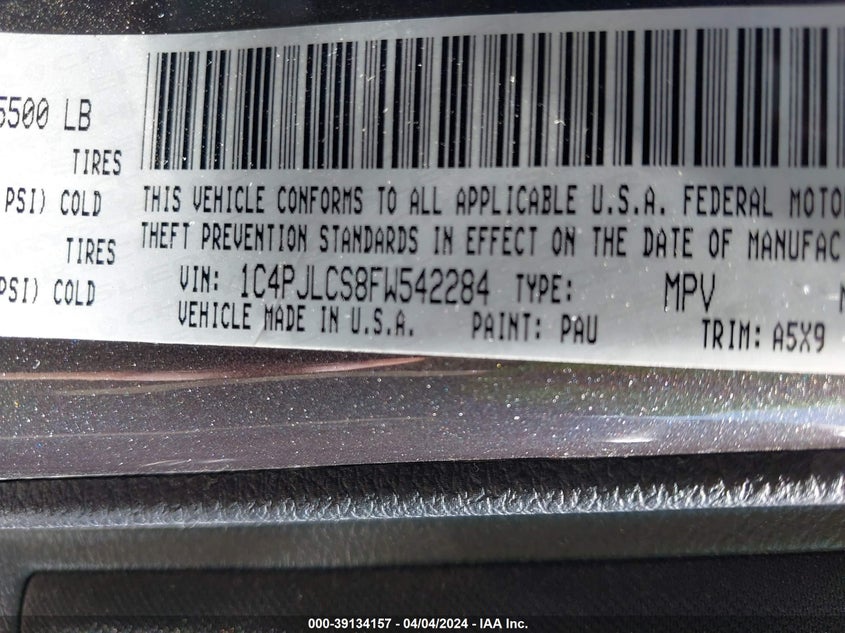 5500 LB
TIRES
PSI) COLD
TIRES
PSI) COLD
THIS VEHICLE CONFORMS TO ALL APPLICABLE U.S.A. FEDERAL MOTO
THEFT PREVENTION STANDARDS IN EFFECT ON THE DATE OF MANUFAC
VIN: 1C4PJLCS8FW542284 TYPE: MPV
VEHICLE MADE IN U.S.A. PAINT: PAU TRIM: A5X9
000-39134157 - 04/04/2024 - IAA Inc.